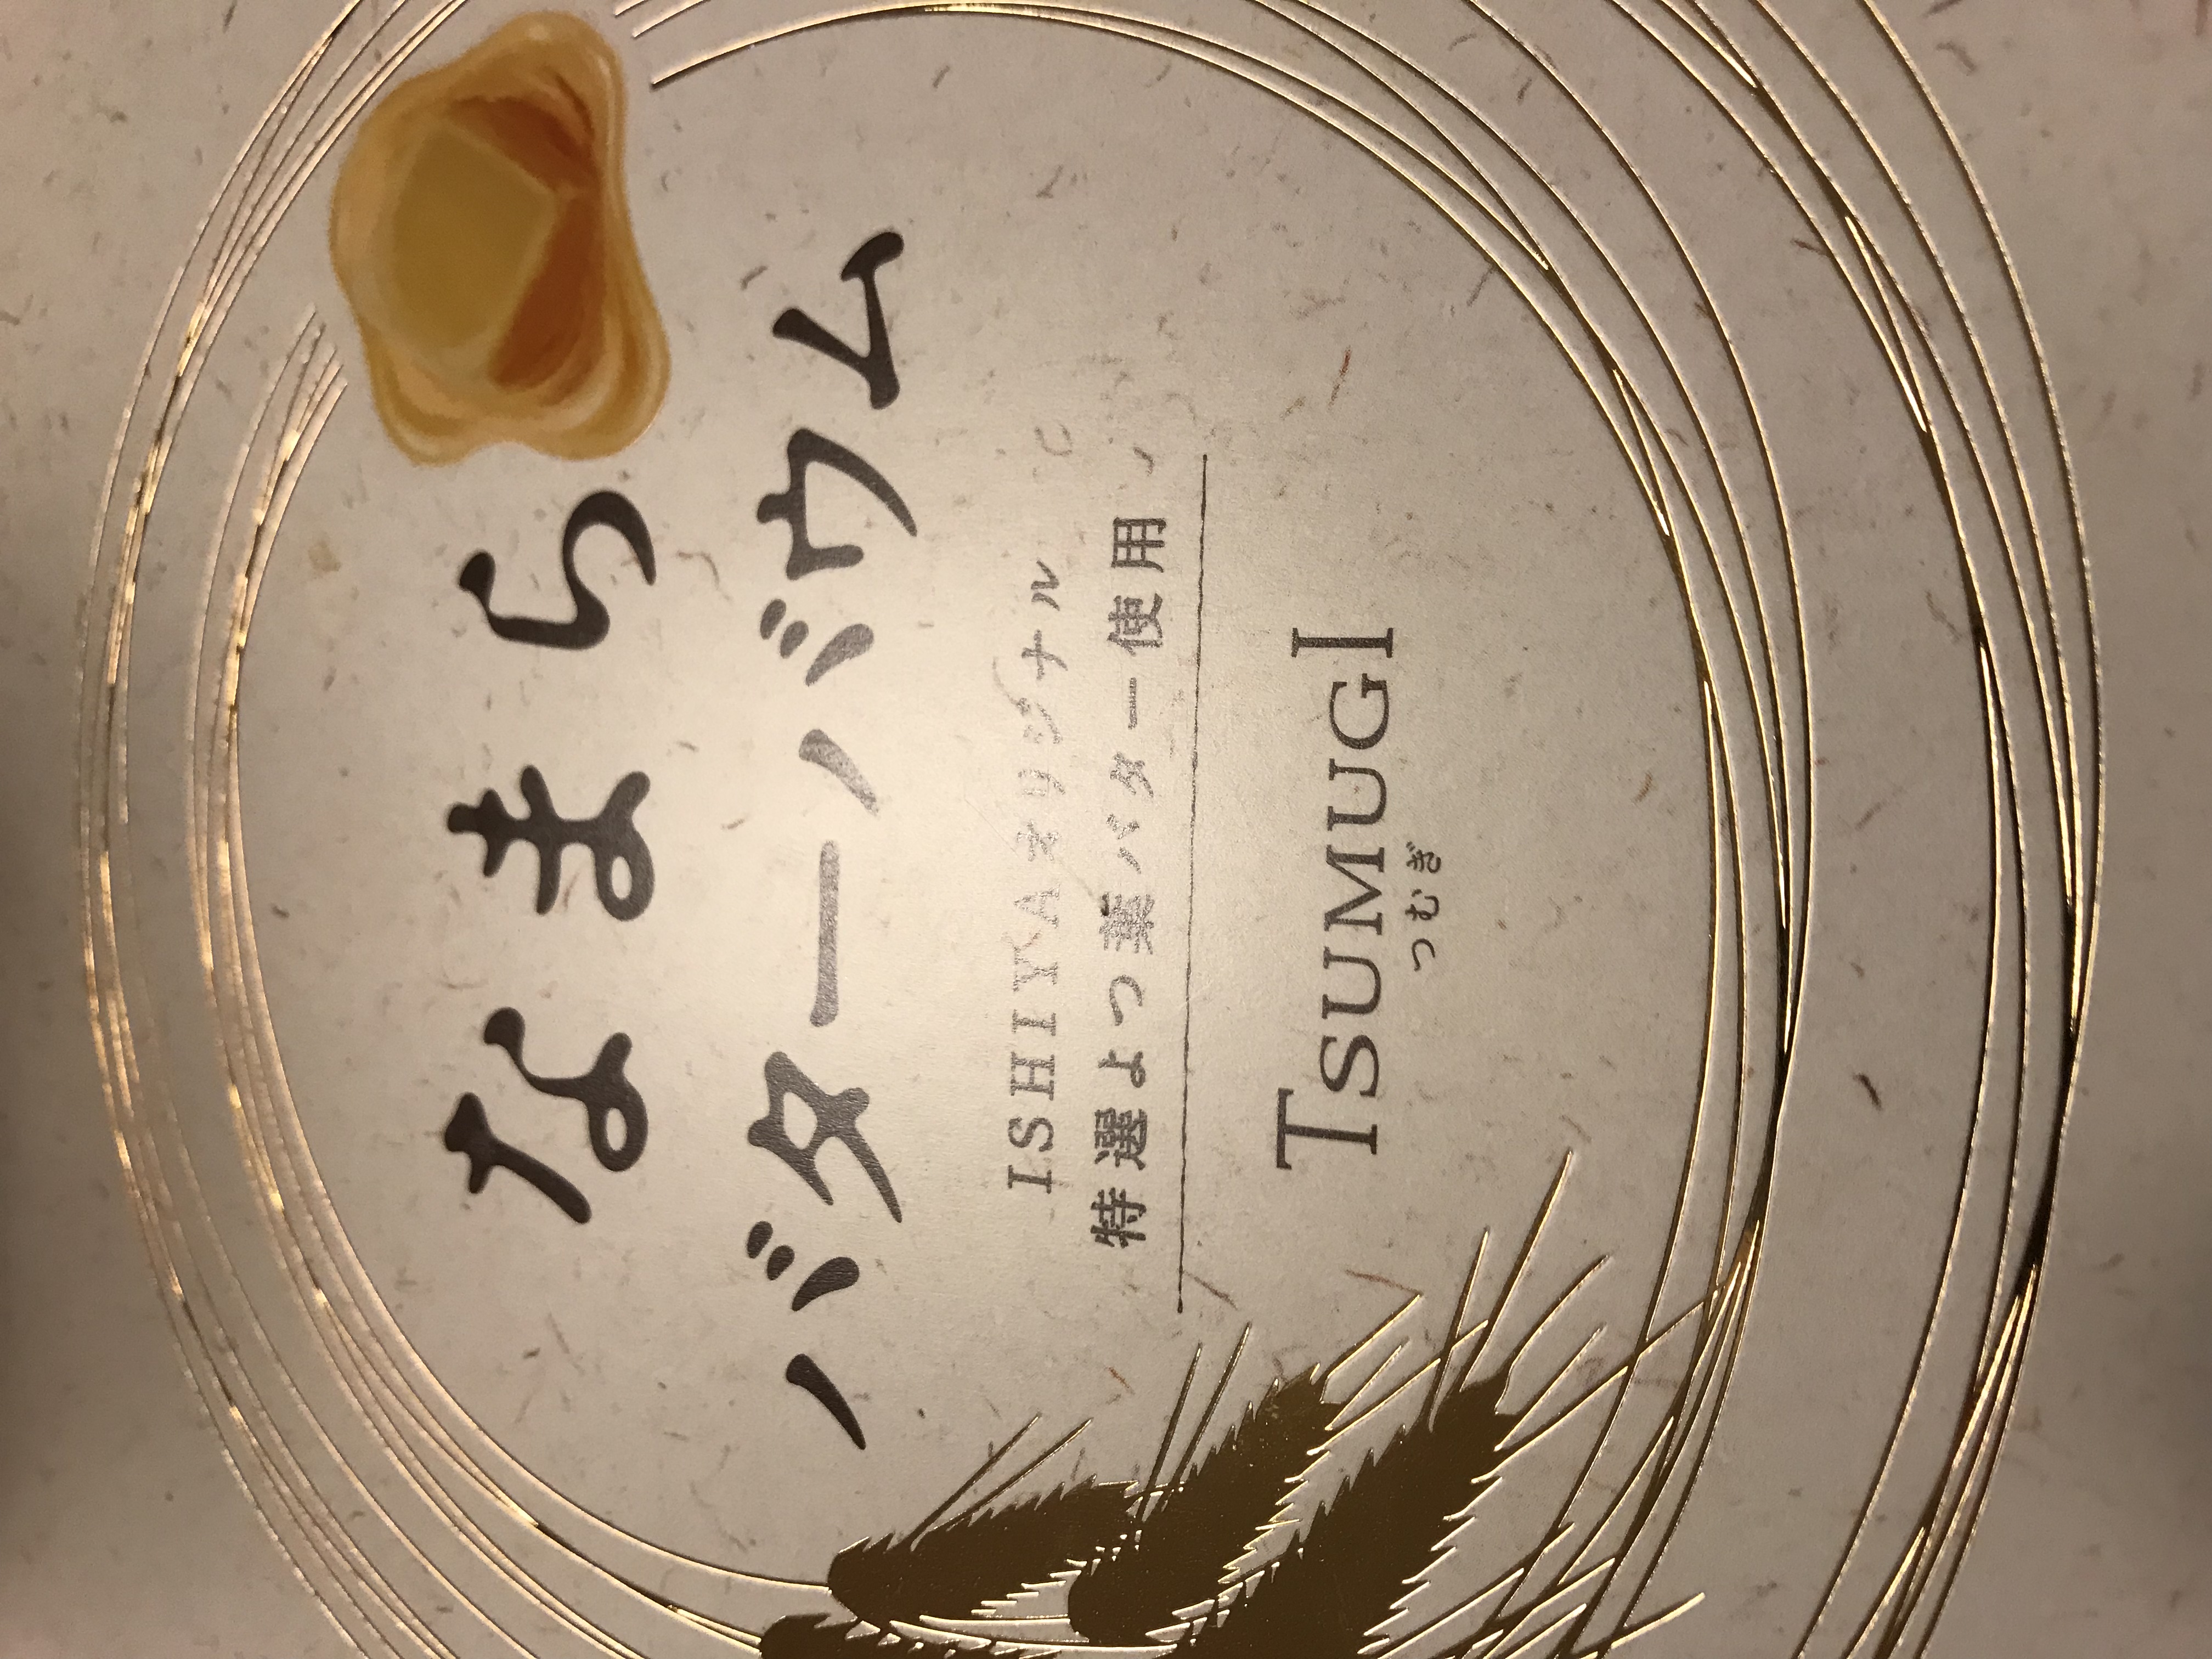 なまら
バターバウム
ISHIYAオリジナル
特選よつ葉バター使用
TSUMUGI
つむぎ